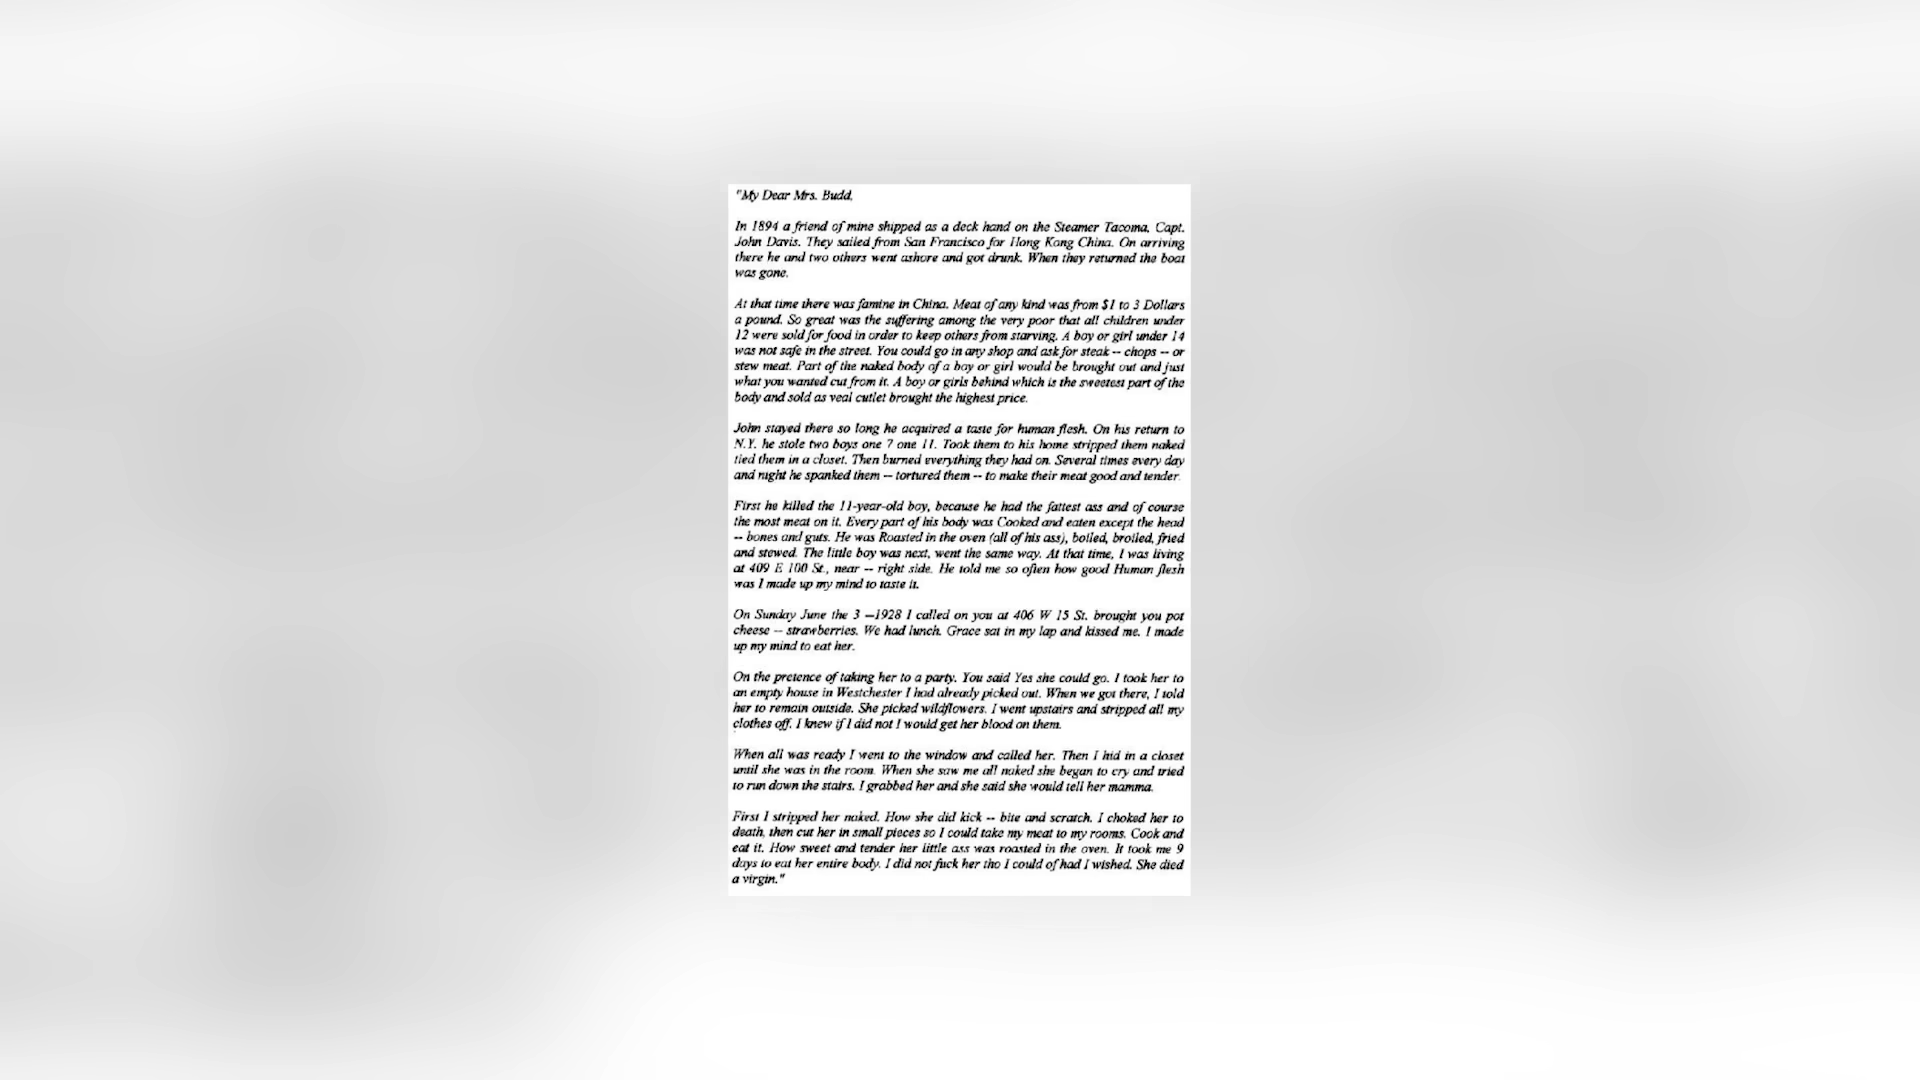 "My Dear Mrs. Budd,
In 1894 a friend of mine shipped as a deck hand on the Steamer Tacoma, Capt.
John Davis. They sailed from San Francisco for Hong Kong China. On arriving
there he and two others went ashore and got drunk. When they returned the boat
was gone.
At that time there was famine in China. Meat of any kind was from $1 to 3 Dollars
a pound. So great was the suffering among the very poor that all children under
12 were sold for food in order to keep others from starving. A boy or girl under 14
was not safe in the street. You could go in any shop and ask for steak -- chops -- or
stew meat. Part of the naked body of a boy or girl would be brought out and just
what you wanted cut from it. A boy or girls behind which is the sweetest part of the
body and sold as veal cutlet brought the highest price.
John stayed there so long he acquired a taste for human flesh. On his return to
N.Y. he stole two boys one 7 one 11. Took them to his home stripped them naked
tied them in a closet. Then burned everything they had on. Several times every day
and night he spanked them -- tortured them -- to make their meat good and tender.
First he killed the 11-year-old boy, because he had the fattest ass and of course
the most meat on it. Every part of his body was Cooked and eaten except the head
-- bones and guts. He was Roasted in the oven (all of his ass), boiled, broiled, fried
and stewed. The little boy was next, went the same way. At that time, I was living
at 409 E 100 St., near -- right side. He told me so often how good Human flesh
was I made up my mind to taste it.
On Sunday June the 3 --1928 I called on you at 406 W 15 St. brought you pot
cheese -- strawberries. We had lunch. Grace sat in my lap and kissed me. I made
up my mind to eat her.
On the pretence of taking her to a party. You said Yes she could go. I took her to
an empty house in Westchester I had already picked out. When we got there, I told
her to remain outside. She picked wildflowers. I went upstairs and stripped all my
clothes off. I knew if I did not I would get her blood on them.
When all was ready I went to the window and called her. Then I hid in a closet
until she was in the room. When she saw me all naked she began to cry and tried
to run down the stairs. I grabbed her and she said she would tell her mamma.
First I stripped her naked. How she did kick -- bite and scratch. I choked her to
death, then cut her in small pieces so I could take my meat to my rooms. Cook and
eat it. How sweet and tender her little ass was roasted in the oven. It took me 9
days to eat her entire body. I did not fuck her tho I could of had I wished. She died
a virgin."